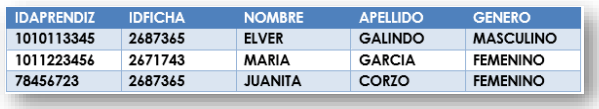 IDAPRENDIZ IDFICHA NOMBRE APELLIDO GENERO
1010113345 2687365 ELVER GALINDO MASCULINO
1011223456 2671743 MARIA GARCIA FEMENINO
78456723 2687365 JUANITA CORZO FEMENINO